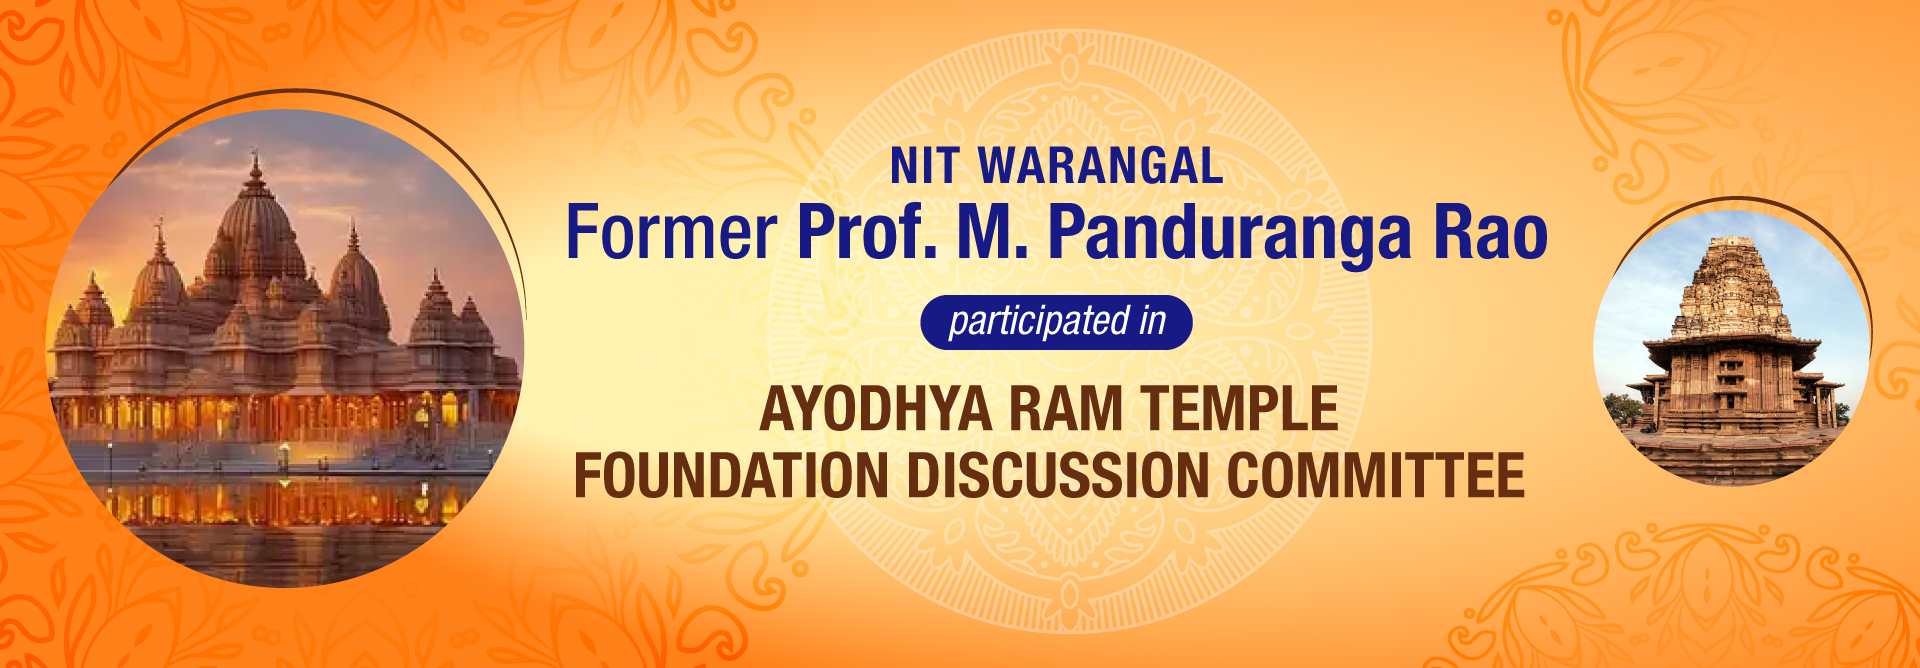 NIT WARANGAL
Former Prof. M. Panduranga Rao
participated in
AYODHYA RAM TEMPLE
FOUNDATION DISCUSSION COMMITTEE